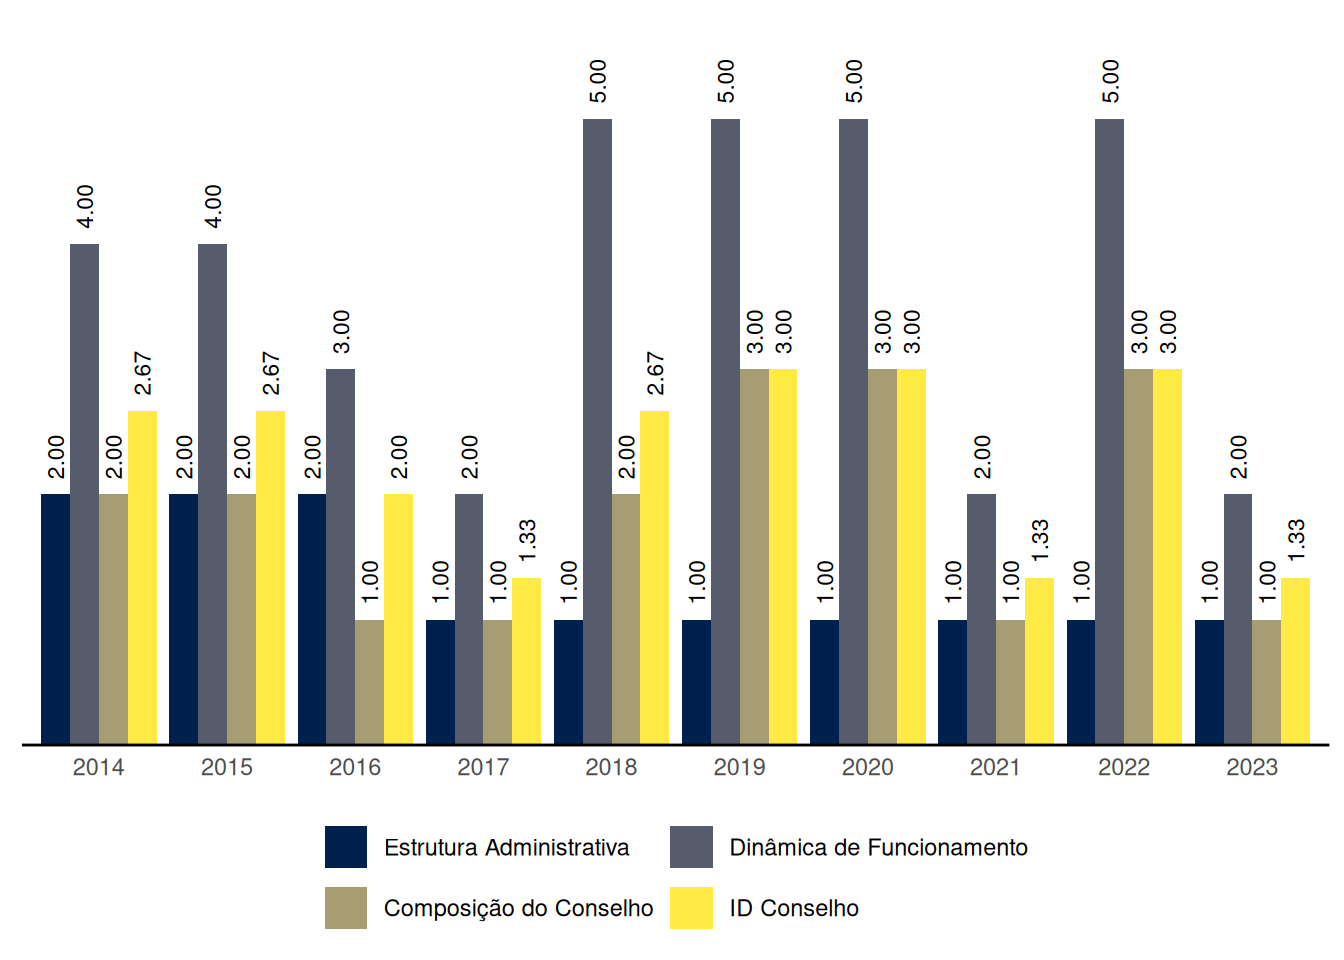 5.00 5.00 5.00 5.00
4.00 4.00
3.00 3.00 3.00 3.00 3.00 3.00 3.00
2.67 2.67 2.67
2.00 2.00 2.00 2.00 2.00 2.00 2.00 2.00 2.00 2.00
1.33 1.33 1.33
1.00 1.00 1.00 1.00 1.00 1.00 1.00 1.00 1.00 1.00 1.00
2014 2015 2016 2017 2018 2019 2020 2021 2022 2023
Estrutura Administrativa Dinâmica de Funcionamento
Composição do Conselho ID Conselho